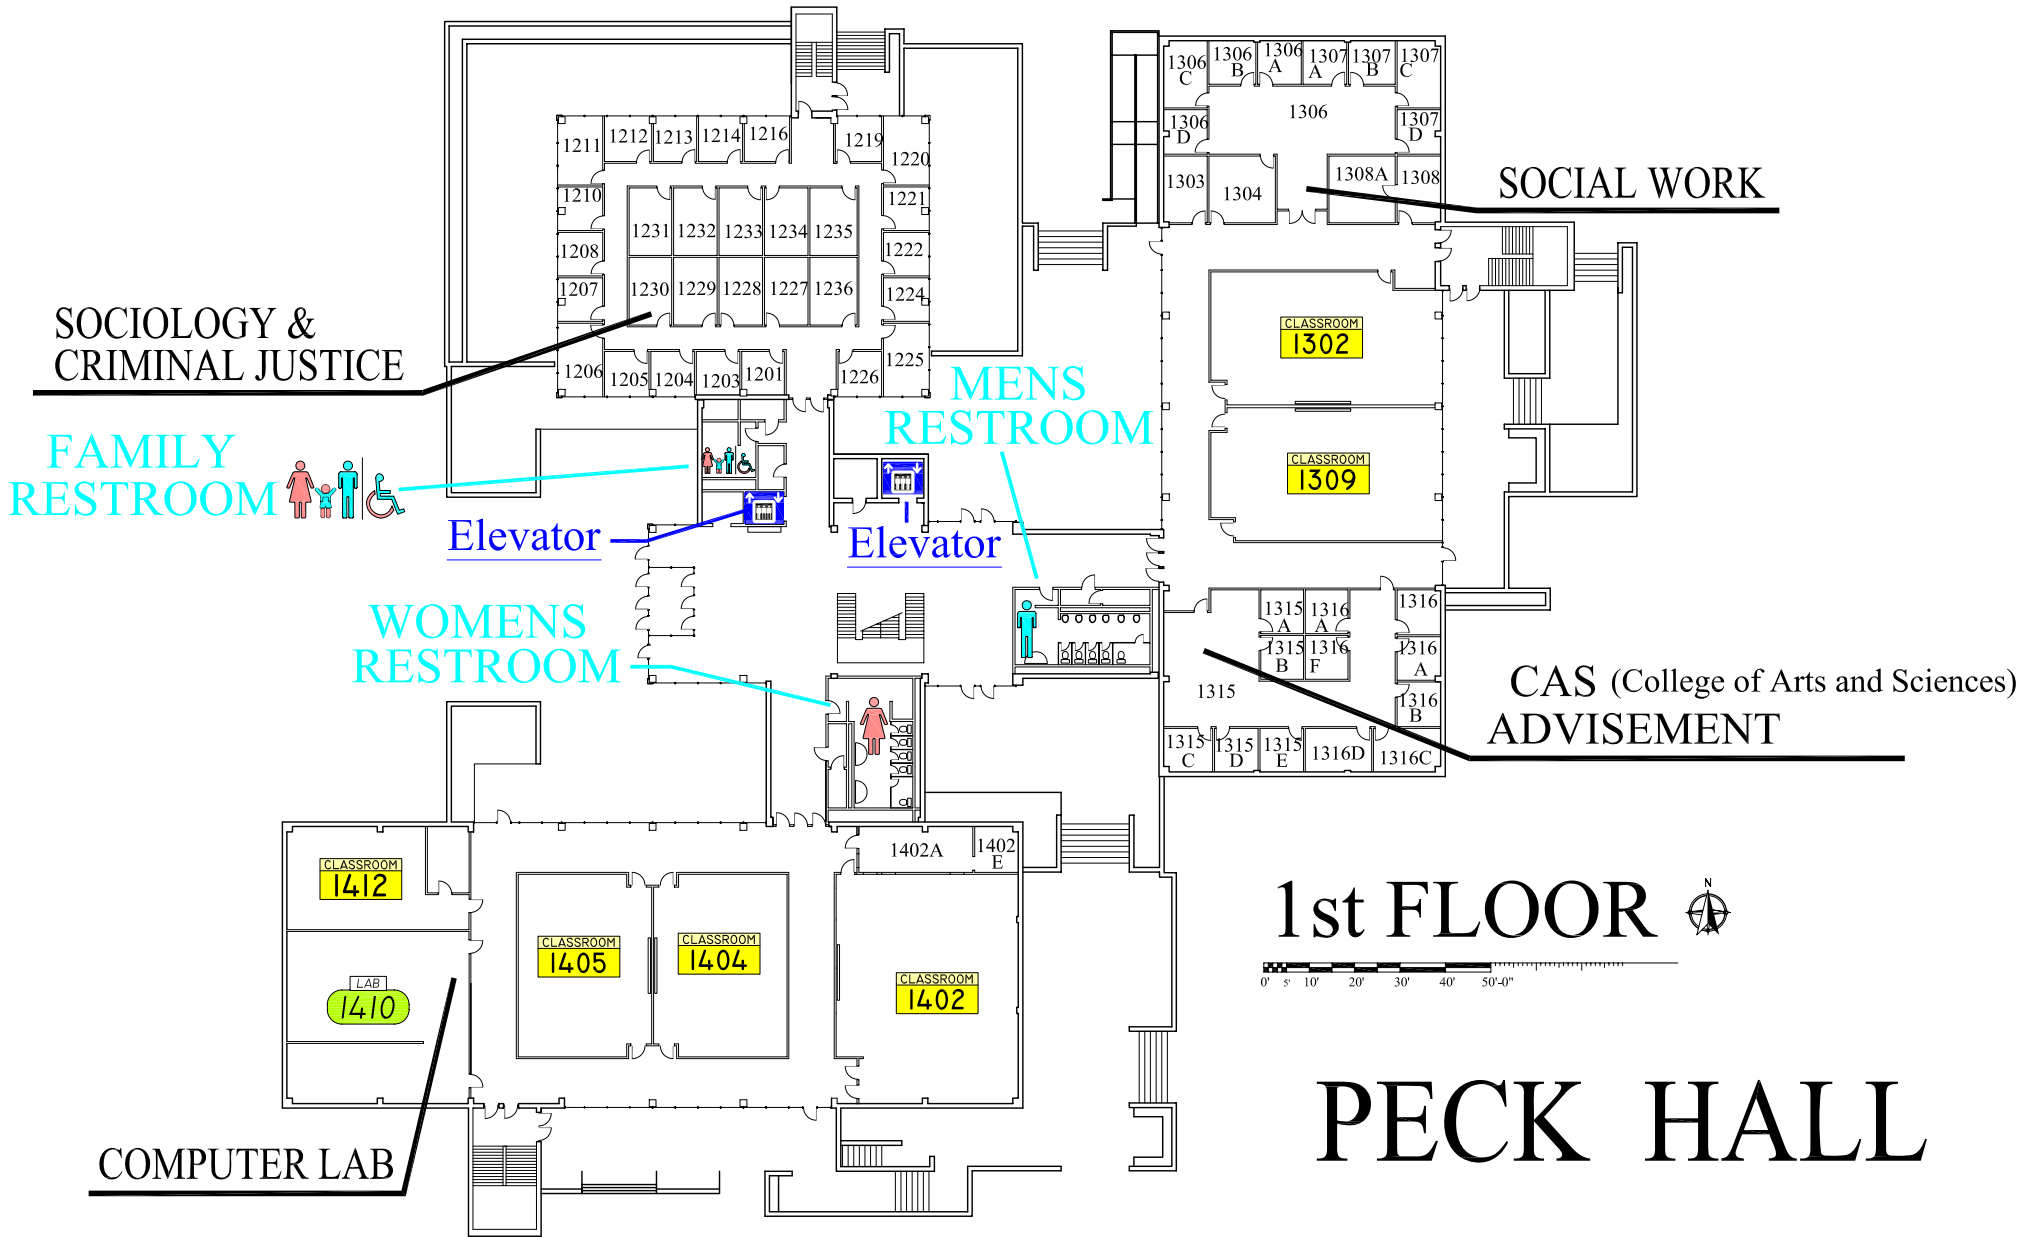 1306
C
1306
B
1306
A
1307
A
1307
B
1307
C
1306
D
1306
1307
D
1303
1304
1308A
1308
SOCIAL WORK
1211
1212
1213
1214
1216
1219
1220
1210
1221
1231
1232
1233
1234
1235
1208
1222
1207
1230
1229
1228
1227
1236
1224
1206
1205
1204
1203
1201
1226
1225
SOCIOLOGY &
CRIMINAL JUSTICE
CLASSROOM
1302
CLASSROOM
1309
FAMILY
RESTROOM
MENS
RESTROOM
Elevator
Elevator
WOMENS
RESTROOM
1315
A
1316
A
1316
1315
B
1316
F
1316
A
1315
1316
B
1315
C
1315
D
1315
E
1316D
1316C
CAS (College of Arts and Sciences)
ADVISEMENT
1402A
1402
E
CLASSROOM
1412
CLASSROOM
1405
CLASSROOM
1404
CLASSROOM
1402
LAB
1410
COMPUTER LAB
1st FLOOR
N
0' 5' 10' 20' 30' 40' 50'-0"
PECK HALL